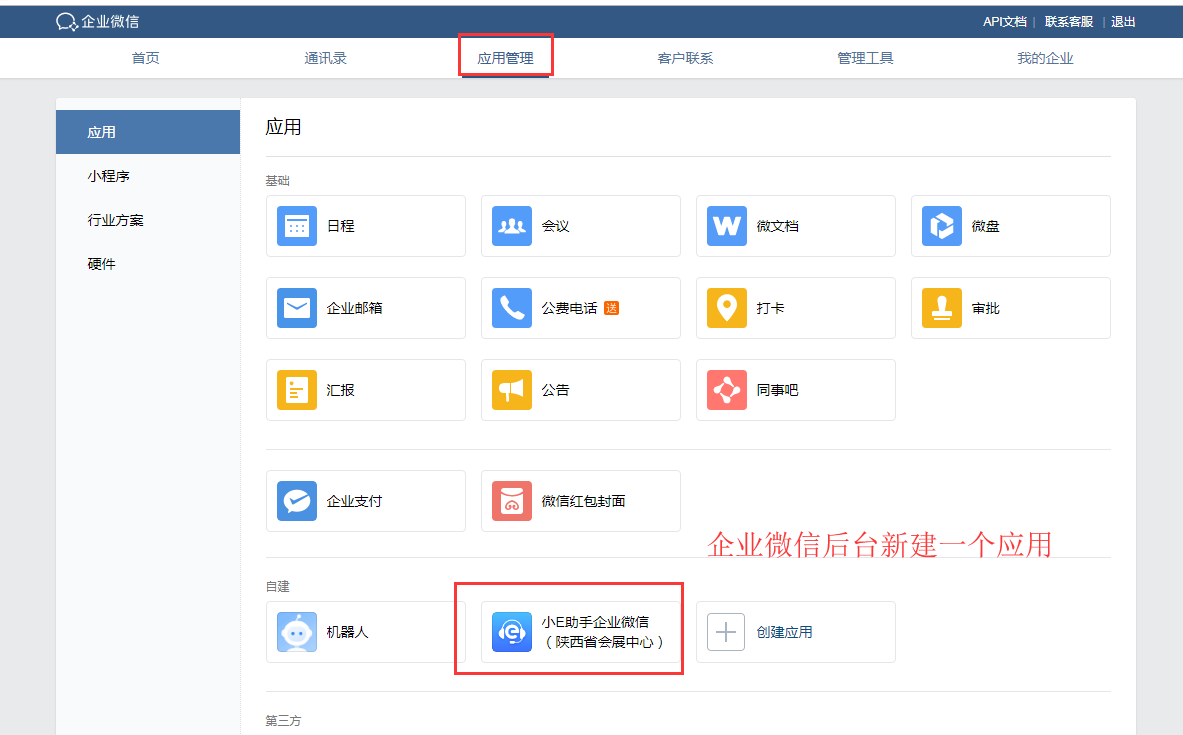 企业微信
API文档 | 联系客服 | 退出
首页
通讯录
应用管理
客户联系
管理工具
我的企业
应用
小程序
行业方案
硬件
应用
基础
日程
会议
微文档
微盘
企业邮箱
公费电话 送
打卡
审批
汇报
公告
同事吧
企业支付
微信红包封面
企业微信后台新建一个应用
自建
机器人
小E助手企业微信
（陕西省会展中心）
创建应用
第三方